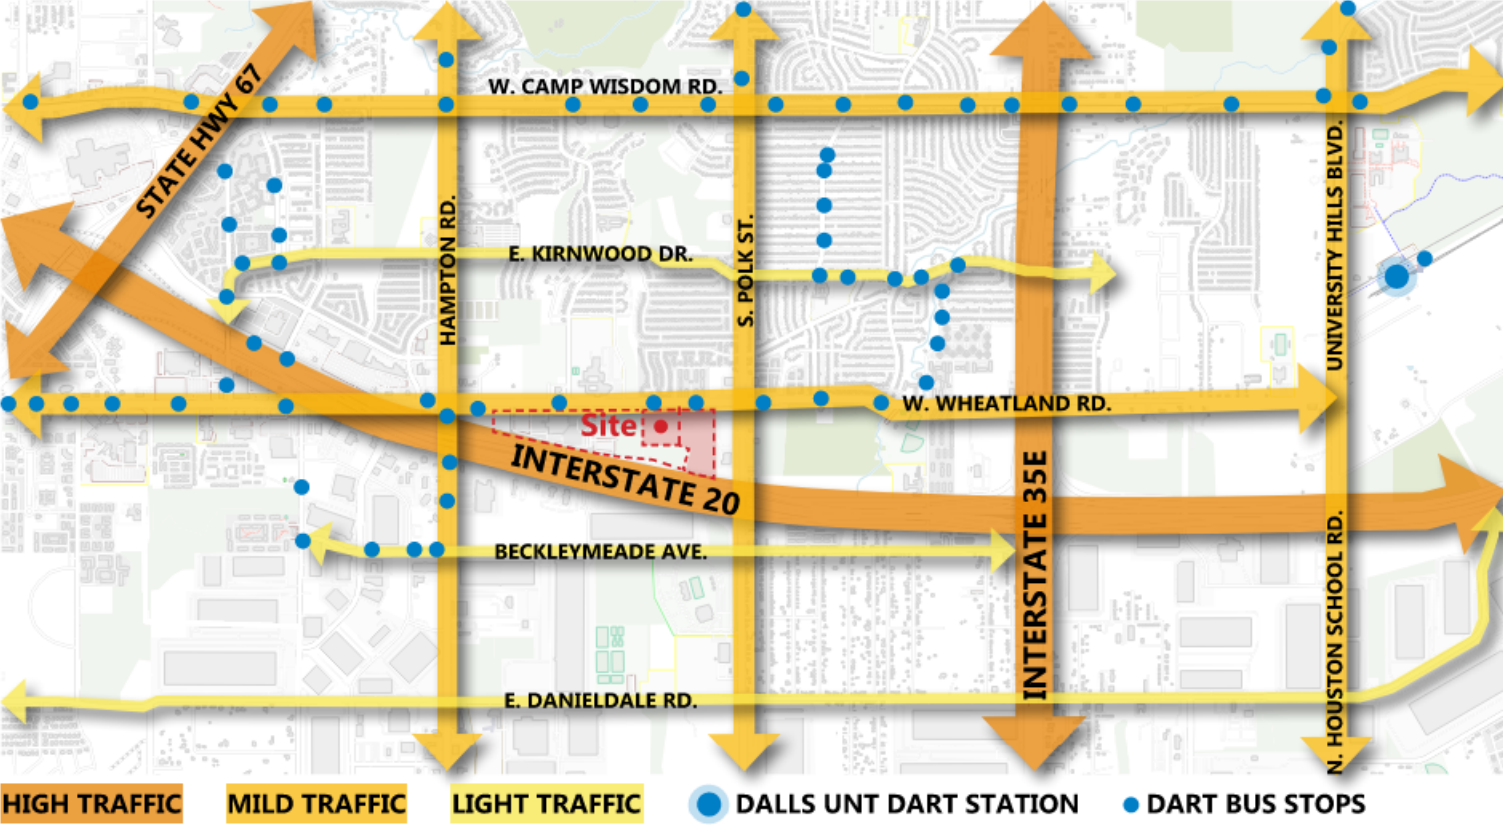 W. CAMP WISDOM RD.
STATE HWY 67
HAMPTON RD.
E. KIRNWOOD DR.
S. POLK ST.
UNIVERSITY HILLS BLVD.
W. WHEATLAND RD.
Site
INTERSTATE 20
INTERSTATE 35E
BECKLEYMEADE AVE.
N. HOUSTON SCHOOL RD.
E. DANIELDALE RD.
HIGH TRAFFIC
MILD TRAFFIC
LIGHT TRAFFIC
DALLS UNT DART STATION
DART BUS STOPS